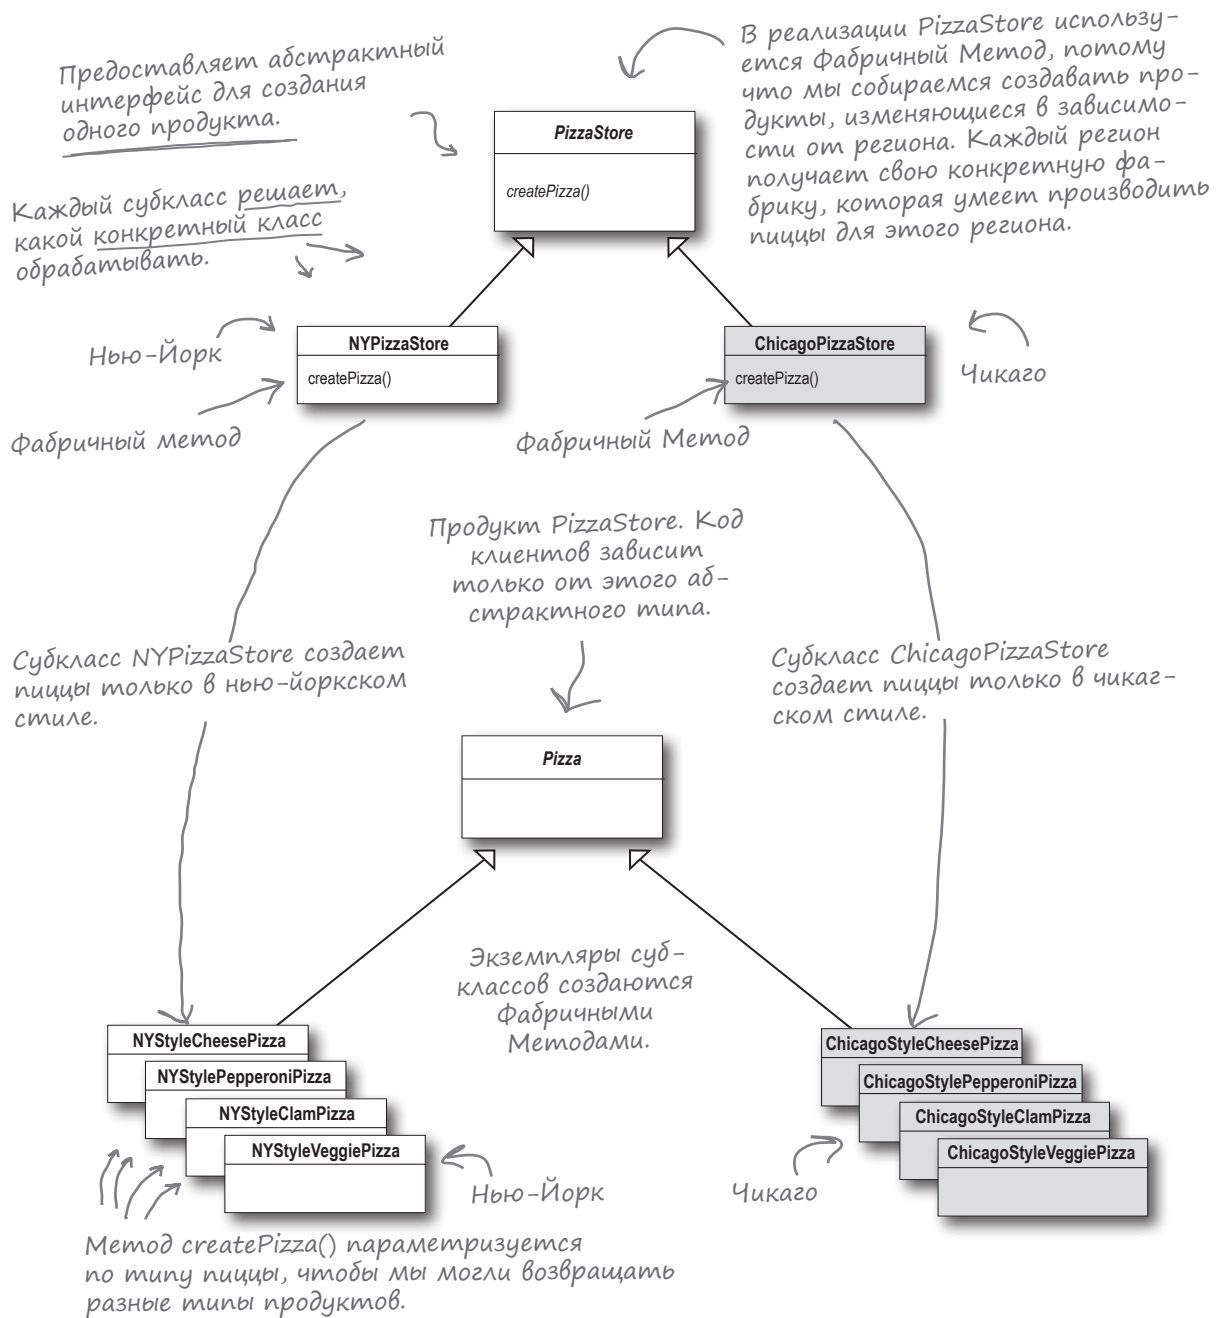 Предоставляет абстрактный
интерфейс для создания
одного продукта.
В реализации PizzaStore использу-
ется Фабричный Метод, потому
что мы собираемся создавать про-
дукты, изменяющиеся в зависимо-
сти от региона. Каждый регион
получает свою конкретную фа-
брику, которая умеет производить
пиццы для этого региона.
PizzaStore
createPizza()
Каждый субкласс решает,
какой конкретный класс
обрабатывать.
Нью-Йорк
NYPizzaStore
createPizza()
ChicagoPizzaStore
createPizza()
Чикаго
Фабричный метод
Фабричный Метод
Продукт PizzaStore. Код
клиентов зависит
только от этого аб-
страктного типа.
Субкласс NYPizzaStore создает
пиццы только в нью-йоркском
стиле.
Субкласс ChicagoPizzaStore
создает пиццы только в чикаг-
ском стиле.
Pizza
Экземпляры суб-
классов создаются
Фабричными
Методами.
NYStyleCheesePizza
NYStylePepperoniPizza
NYStyleClamPizza
NYStyleVeggiePizza
ChicagoStyleCheesePizza
ChicagoStylePepperoniPizza
ChicagoStyleClamPizza
ChicagoStyleVeggiePizza
Нью-Йорк
Чикаго
Метод createPizza() параметризуется
по типу пиццы, чтобы мы могли возвращать
разные типы продуктов.